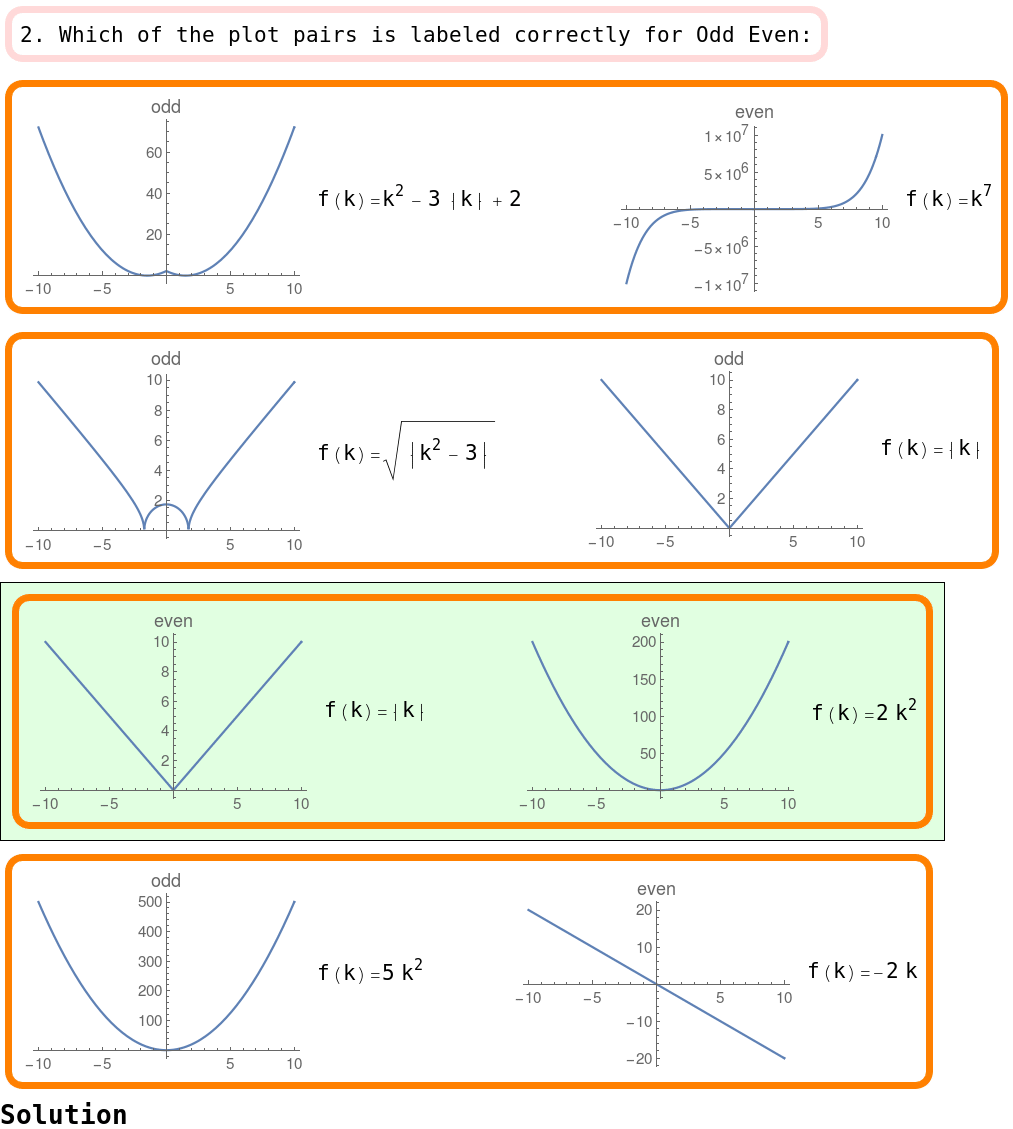 2. Which of the plot pairs is labeled correctly for Odd Even:
odd
60
40
20
−10 −5 5 10
f(k)=k² − 3 |k| + 2
even
1×10⁷
5×10⁶
−10 −5 5 10
−5×10⁶
−1×10⁷
f(k)=k⁷
odd
10
8
6
4
2
−10 −5 5 10
f(k)=√|k² − 3|
odd
10
8
6
4
2
−10 −5 5 10
f(k)=|k|
even
10
8
6
4
2
−10 −5 5 10
f(k)=|k|
even
200
150
100
50
−10 −5 5 10
f(k)=2 k²
odd
500
400
300
200
100
−10 −5 5 10
f(k)=5 k²
even
20
10
−10 −5 5 10
−10
−20
f(k)=−2 k
Solution